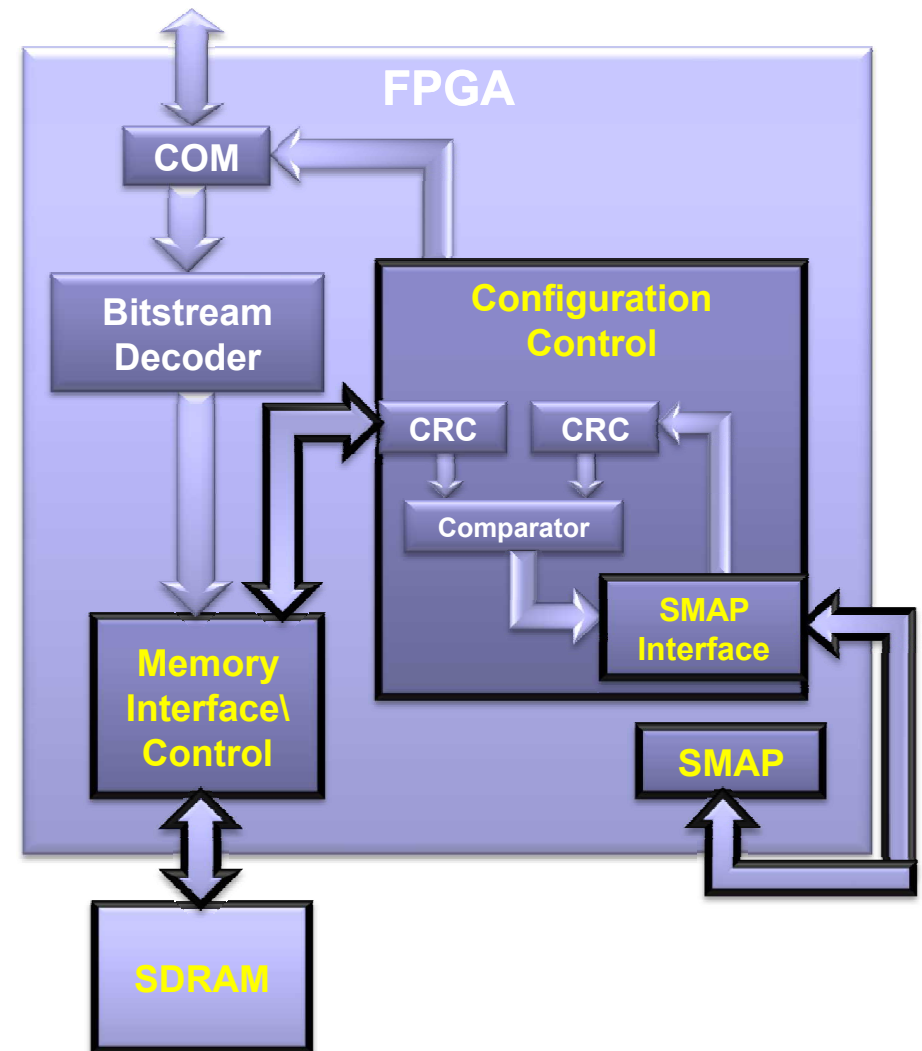 FPGA
COM
Bitstream
Decoder
Configuration
Control
CRC
CRC
Comparator
SMAP
Interface
Memory
Interface\
Control
SMAP
SDRAM